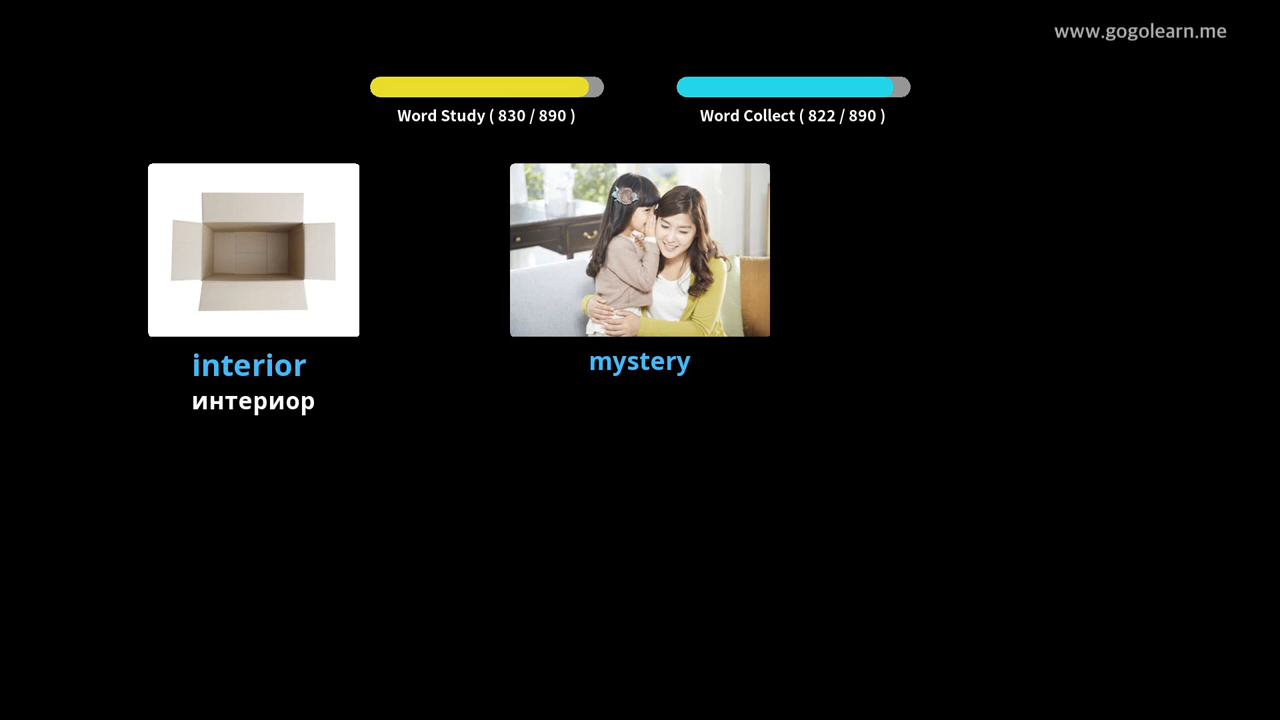 www.gogolearn.me
Word Study ( 830 / 890 )
Word Collect ( 822 / 890 )
interior
интериор
mystery